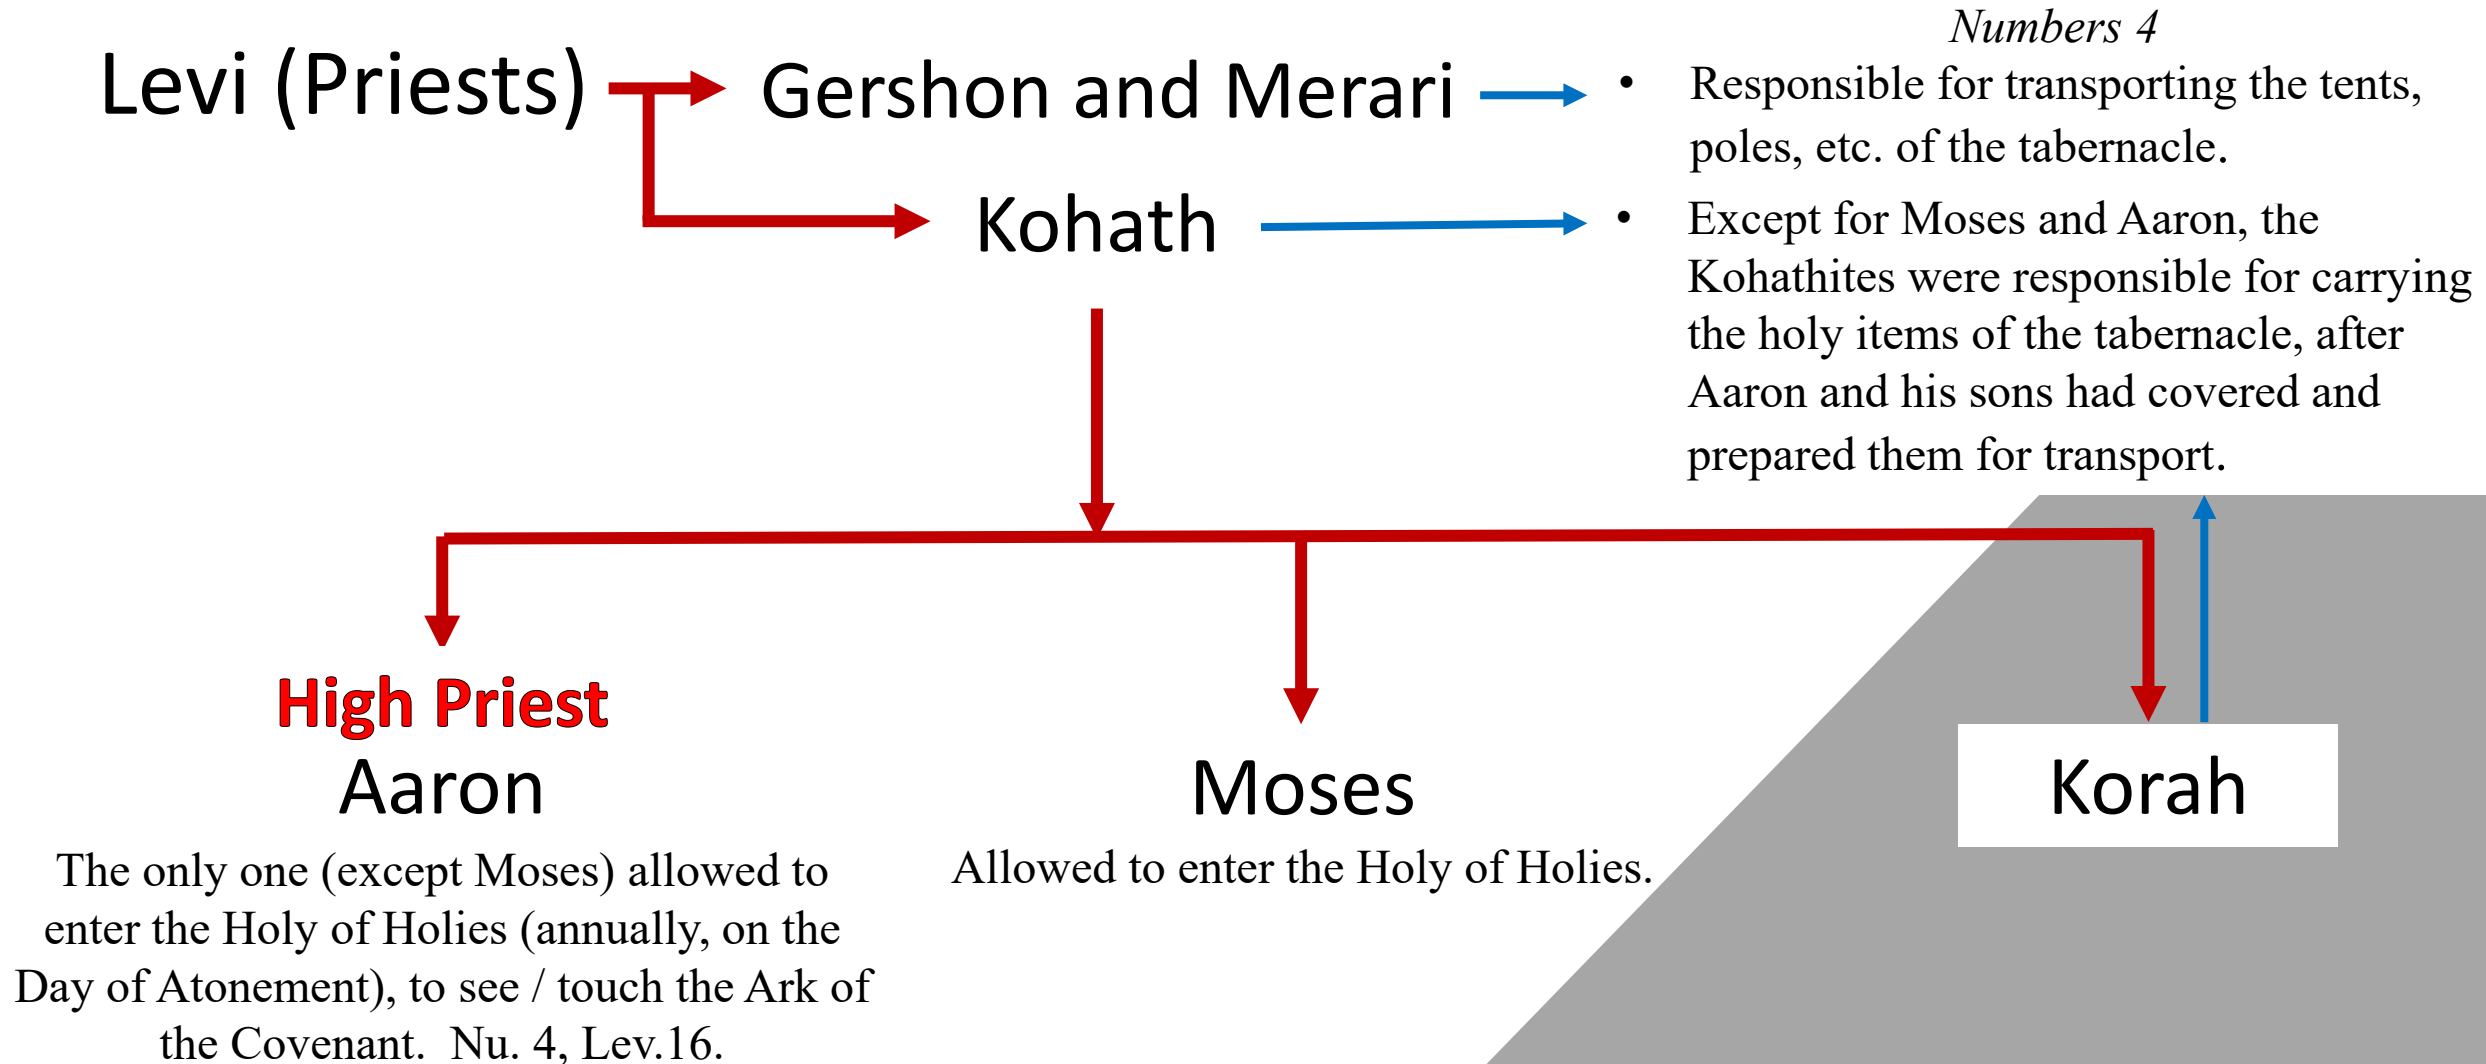 Numbers 4
Levi (Priests)
Gershon and Merari
• Responsible for transporting the tents,
poles, etc. of the tabernacle.
Kohath
• Except for Moses and Aaron, the
Kohathites were responsible for carrying
the holy items of the tabernacle, after
Aaron and his sons had covered and
prepared them for transport.
High Priest
Aaron
The only one (except Moses) allowed to
enter the Holy of Holies (annually, on the
Day of Atonement), to see / touch the Ark of
the Covenant.  Nu. 4, Lev.16.
Moses
Allowed to enter the Holy of Holies.
Korah